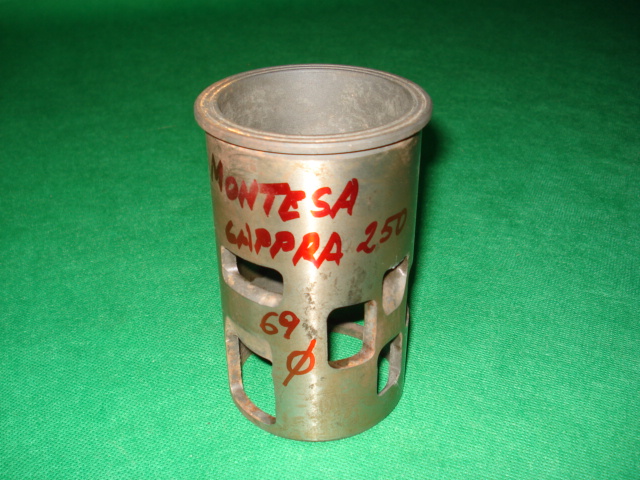 MONTESA
CAPPRA 250
69
Ø